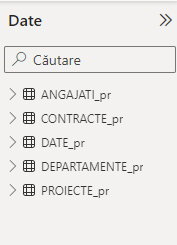 Date
Căutare
ANGAJATI_pr
CONTRACTE_pr
DATE_pr
DEPARTAMENTE_pr
PROIECTE_pr